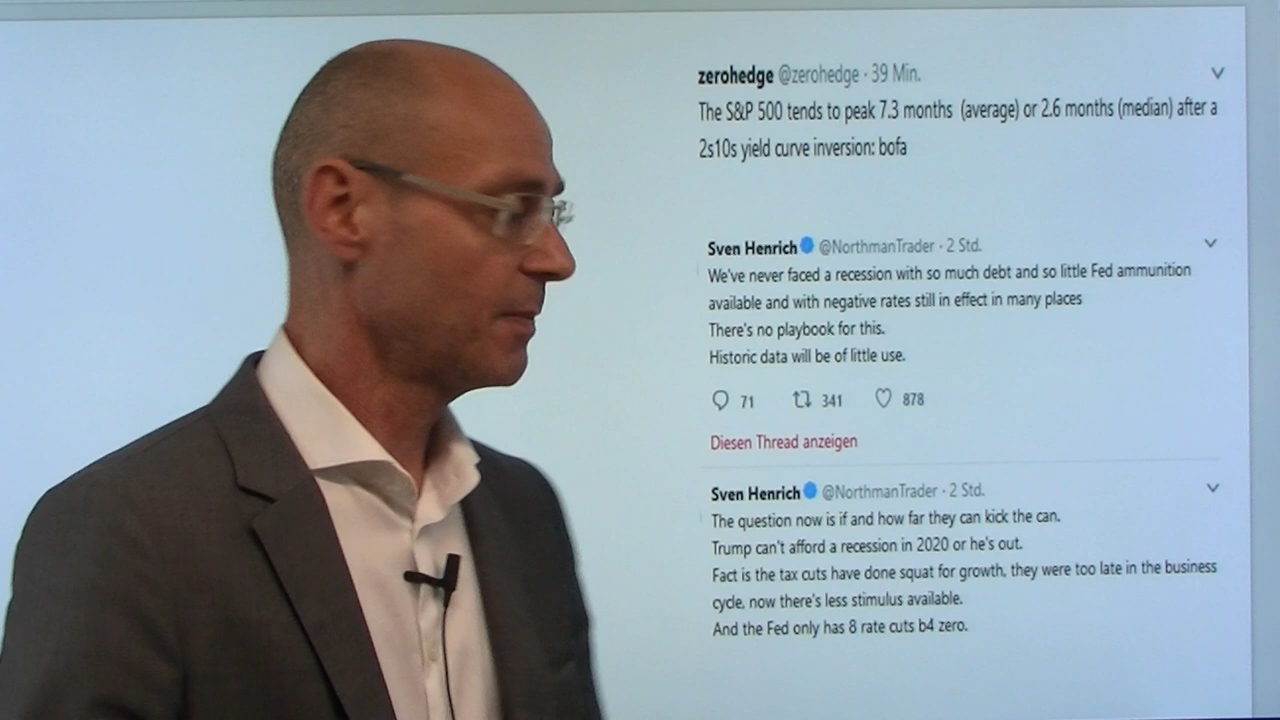 zerohedge @zerohedge · 39 Min.
The S&P 500 tends to peak 7.3 months (average) or 2.6 months (median) after a
2s10s yield curve inversion: bofa
Sven Henrich @NorthmanTrader · 2 Std.
We've never faced a recession with so much debt and so little Fed ammunition
available and with negative rates still in effect in many places
There's no playbook for this.
Historic data will be of little use.
71 341 878
Diesen Thread anzeigen
Sven Henrich @NorthmanTrader · 2 Std.
The question now is if and how far they can kick the can.
Trump can't afford a recession in 2020 or he's out.
Fact is the tax cuts have done squat for growth, they were too late in the business
cycle, now there's less stimulus available.
And the Fed only has 8 rate cuts b4 zero.